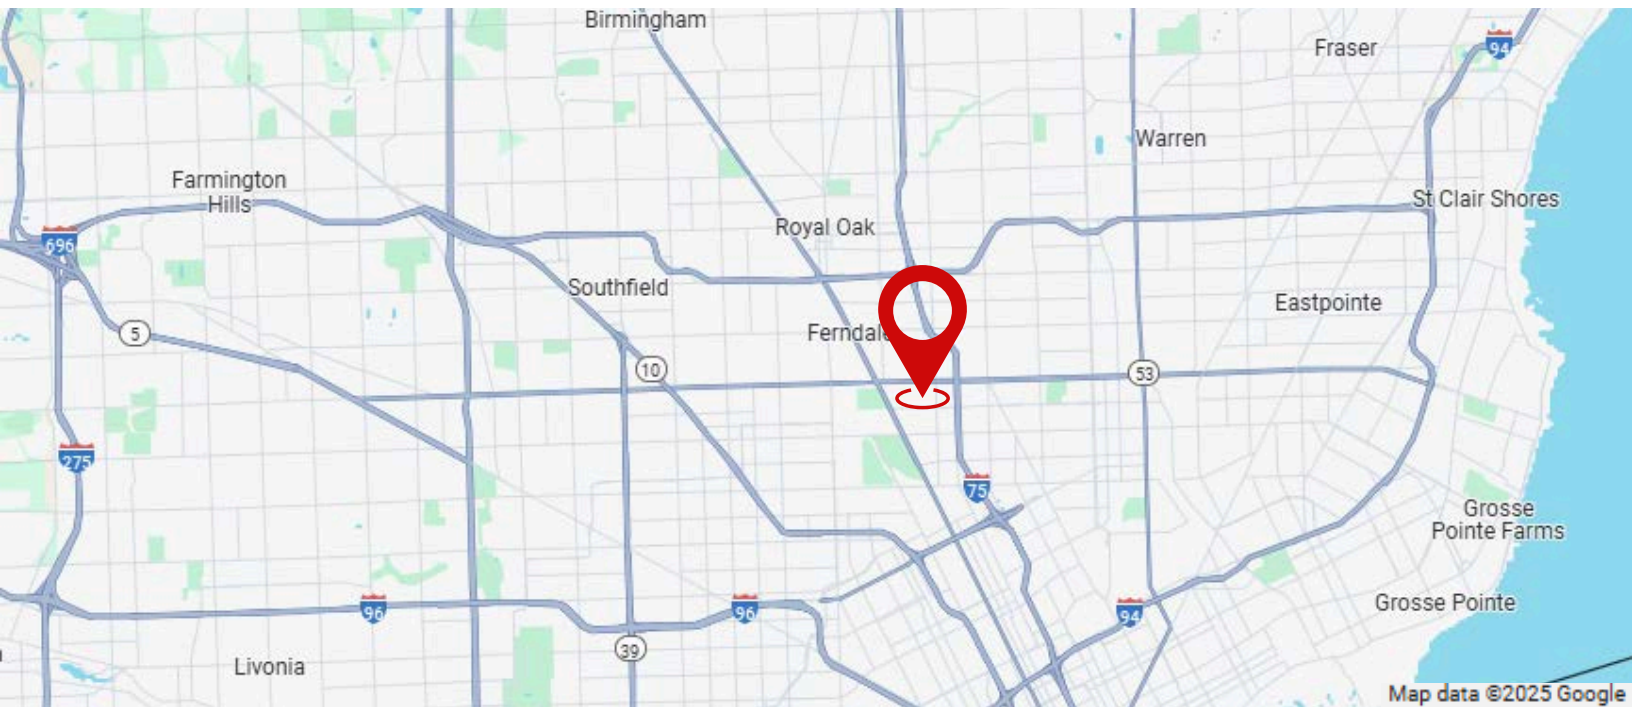 Birmingham
Fraser
94
Warren
Farmington
Hills
St Clair Shores
Royal Oak
696
Southfield
Eastpointe
Ferndale
5
10
53
275
75
Grosse
Pointe Farms
96
96
94
Grosse Pointe
39
Livonia
Map data ©2025 Google